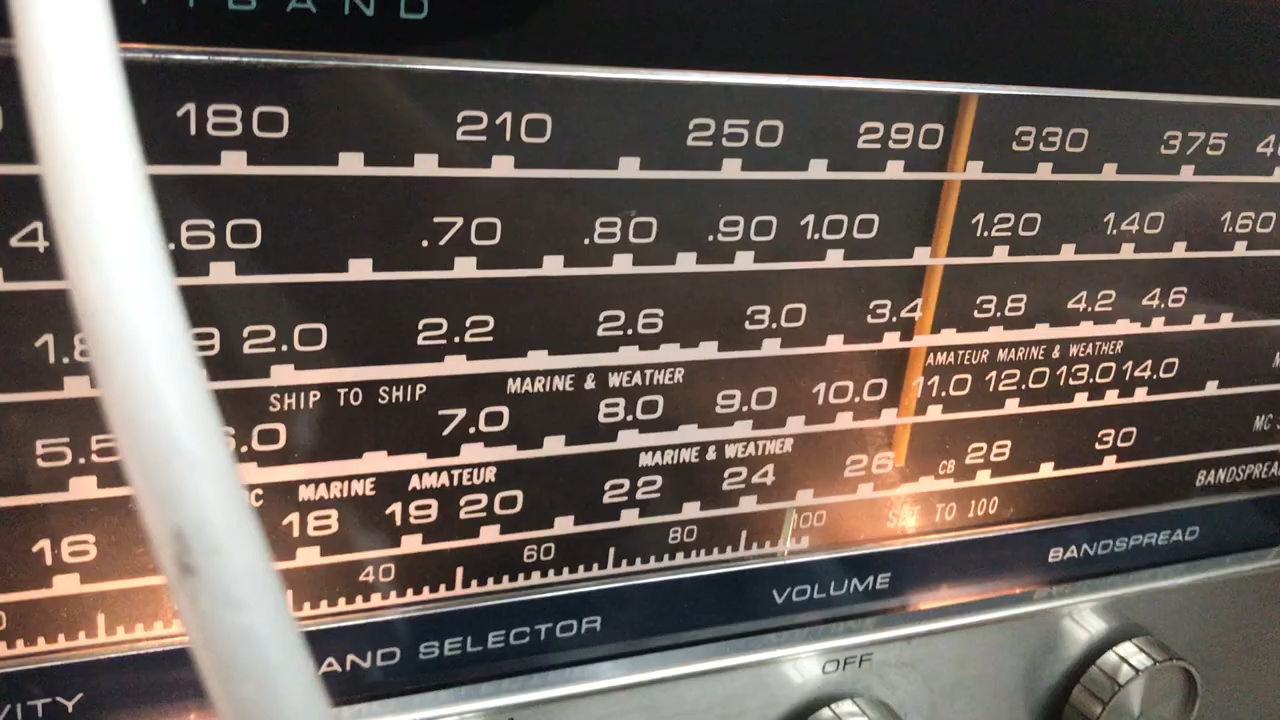 180 210 250 290 330 375
.60 .70 .80 .90 1.00 1.20 1.40 1.60
2.0 2.2 2.6 3.0 3.4 3.8 4.2 4.6
SHIP TO SHIP MARINE & WEATHER AMATEUR MARINE & WEATHER
5.5 7.0 8.0 9.0 10.0 11.0 12.0 13.0 14.0
MARINE AMATEUR MARINE & WEATHER MC
16 18 19 20 22 24 26 CB 28 30
40 60 80 100 SET TO 100
VOLUME BANDSPREAD
OFF